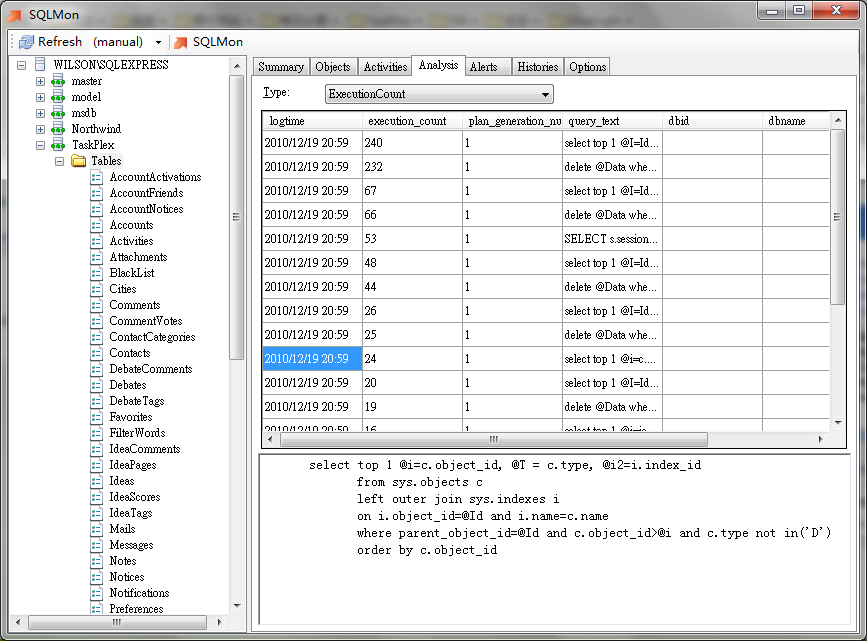 SQLMon
Refresh (manual) SQLMon
WILSON\SQLEXPRESS
master
model
msdb
Northwind
TaskPlex
Tables
AccountActivations
AccountFriends
AccountNotices
Accounts
Activities
Attachments
BlackList
Cities
Comments
CommentVotes
ContactCategories
Contacts
DebateComments
Debates
DebateTags
Favorites
FilterWords
IdeaComments
IdeaPages
Ideas
IdeaScores
IdeaTags
Mails
Messages
Notes
Notices
Notifications
Preferences
Summary Objects Activities Analysis Alerts Histories Options
Type: ExecutionCount
logtime execution_count plan_generation_nu query_text dbid dbname
2010/12/19 20:59 240 1 select top 1 @I=Id...
2010/12/19 20:59 232 1 delete @Data whe...
2010/12/19 20:59 67 1 select top 1 @I=Id...
2010/12/19 20:59 66 1 delete @Data whe...
2010/12/19 20:59 53 1 SELECT s.session...
2010/12/19 20:59 48 1 select top 1 @I=Id...
2010/12/19 20:59 44 1 delete @Data whe...
2010/12/19 20:59 26 1 select top 1 @I=Id...
2010/12/19 20:59 25 1 delete @Data whe...
2010/12/19 20:59 24 1 select top 1 @i=c....
2010/12/19 20:59 20 1 select top 1 @I=Id...
2010/12/19 20:59 19 1 delete @Data whe...
2010/12/19 20:59 16 1 select top 1
select top 1 @i=c.object_id, @T = c.type, @i2=i.index_id
from sys.objects c
left outer join sys.indexes i
on i.object_id=@Id and i.name=c.name
where parent_object_id=@Id and c.object_id>@i and c.type not in('D')
order by c.object_id